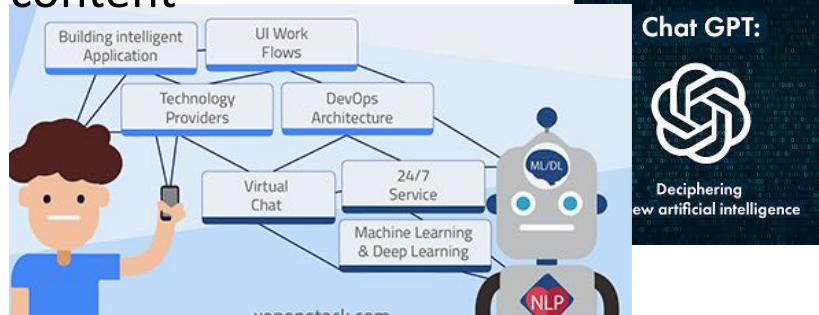 content
Building intelligent
Application
UI Work
Flows
Technology
Providers
DevOps
Architecture
Virtual
Chat
24/7
Service
Machine Learning
& Deep Learning
ML/DL
NLP
Chat GPT:
Deciphering
ew artificial intelligence